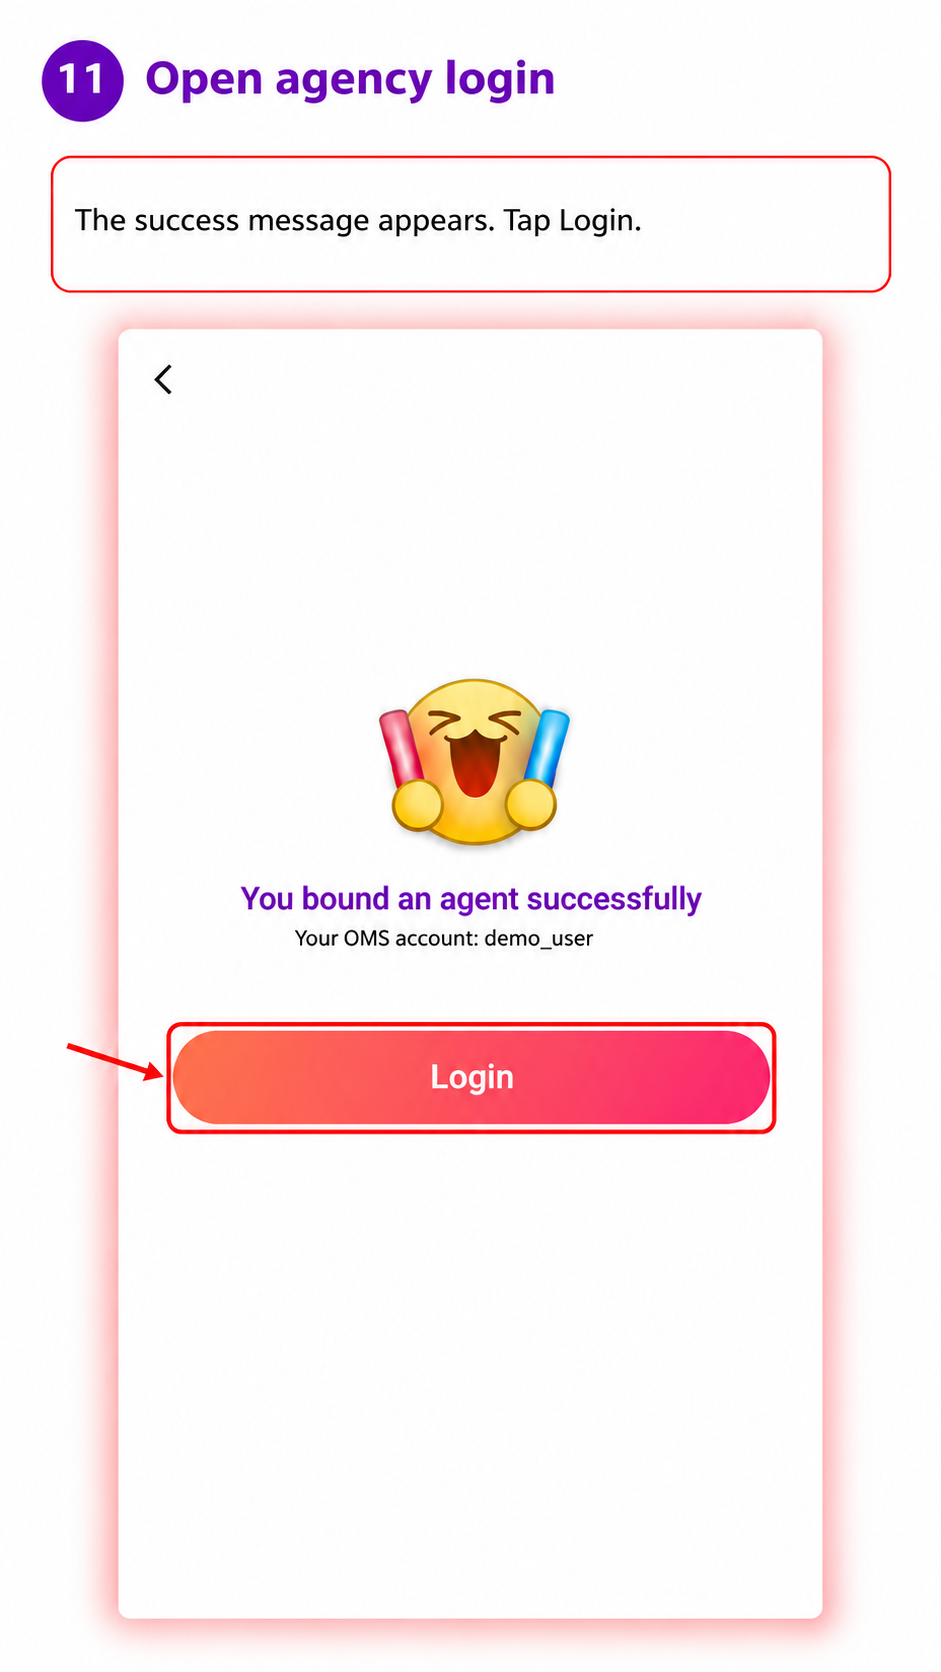 11 Open agency login
The success message appears. Tap Login.
You bound an agent successfully
Your OMS account: demo_user
Login